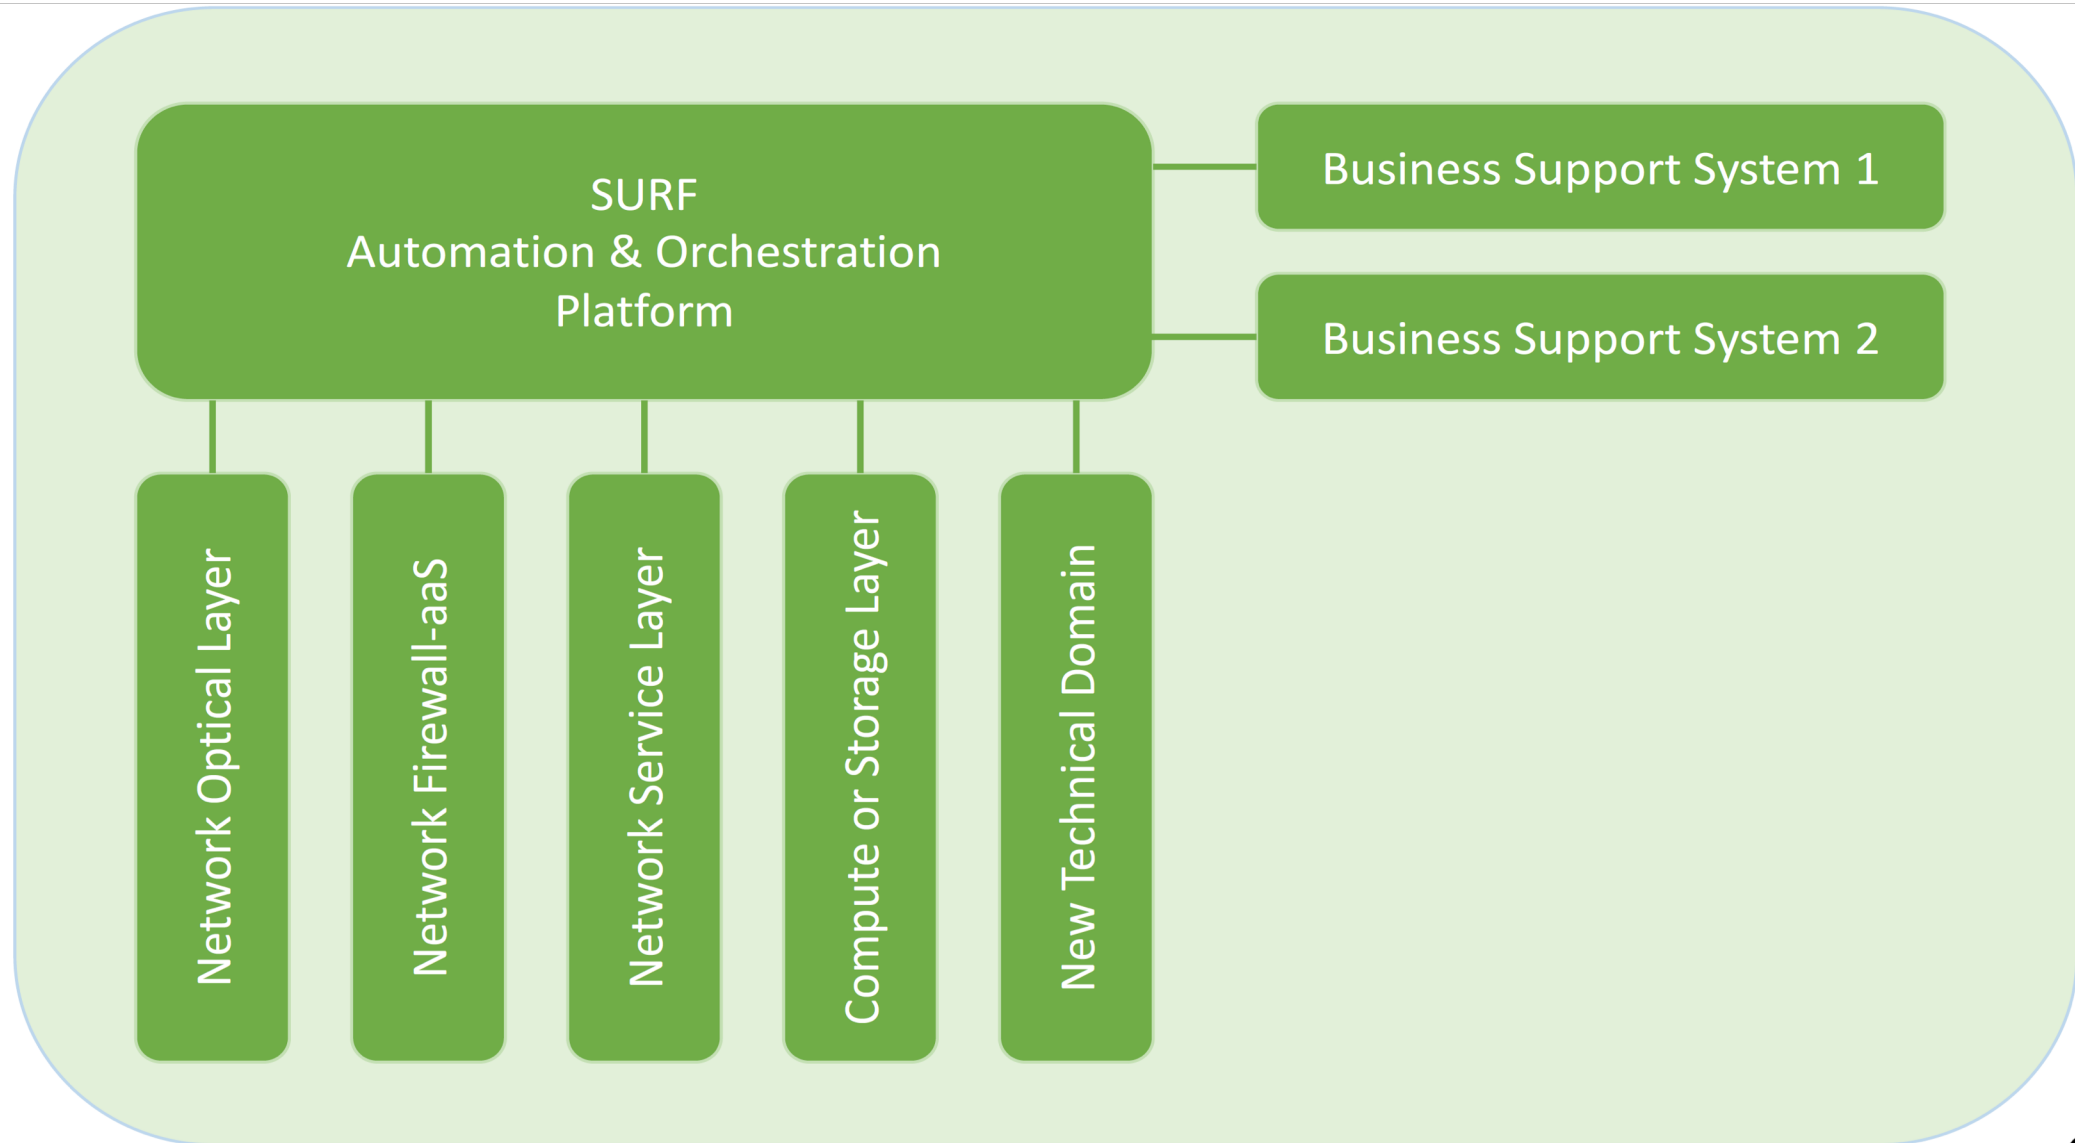 SURF
Automation & Orchestration
Platform
Business Support System 1
Business Support System 2
Network Optical Layer
Network Firewall-aaS
Network Service Layer
Compute or Storage Layer
New Technical Domain